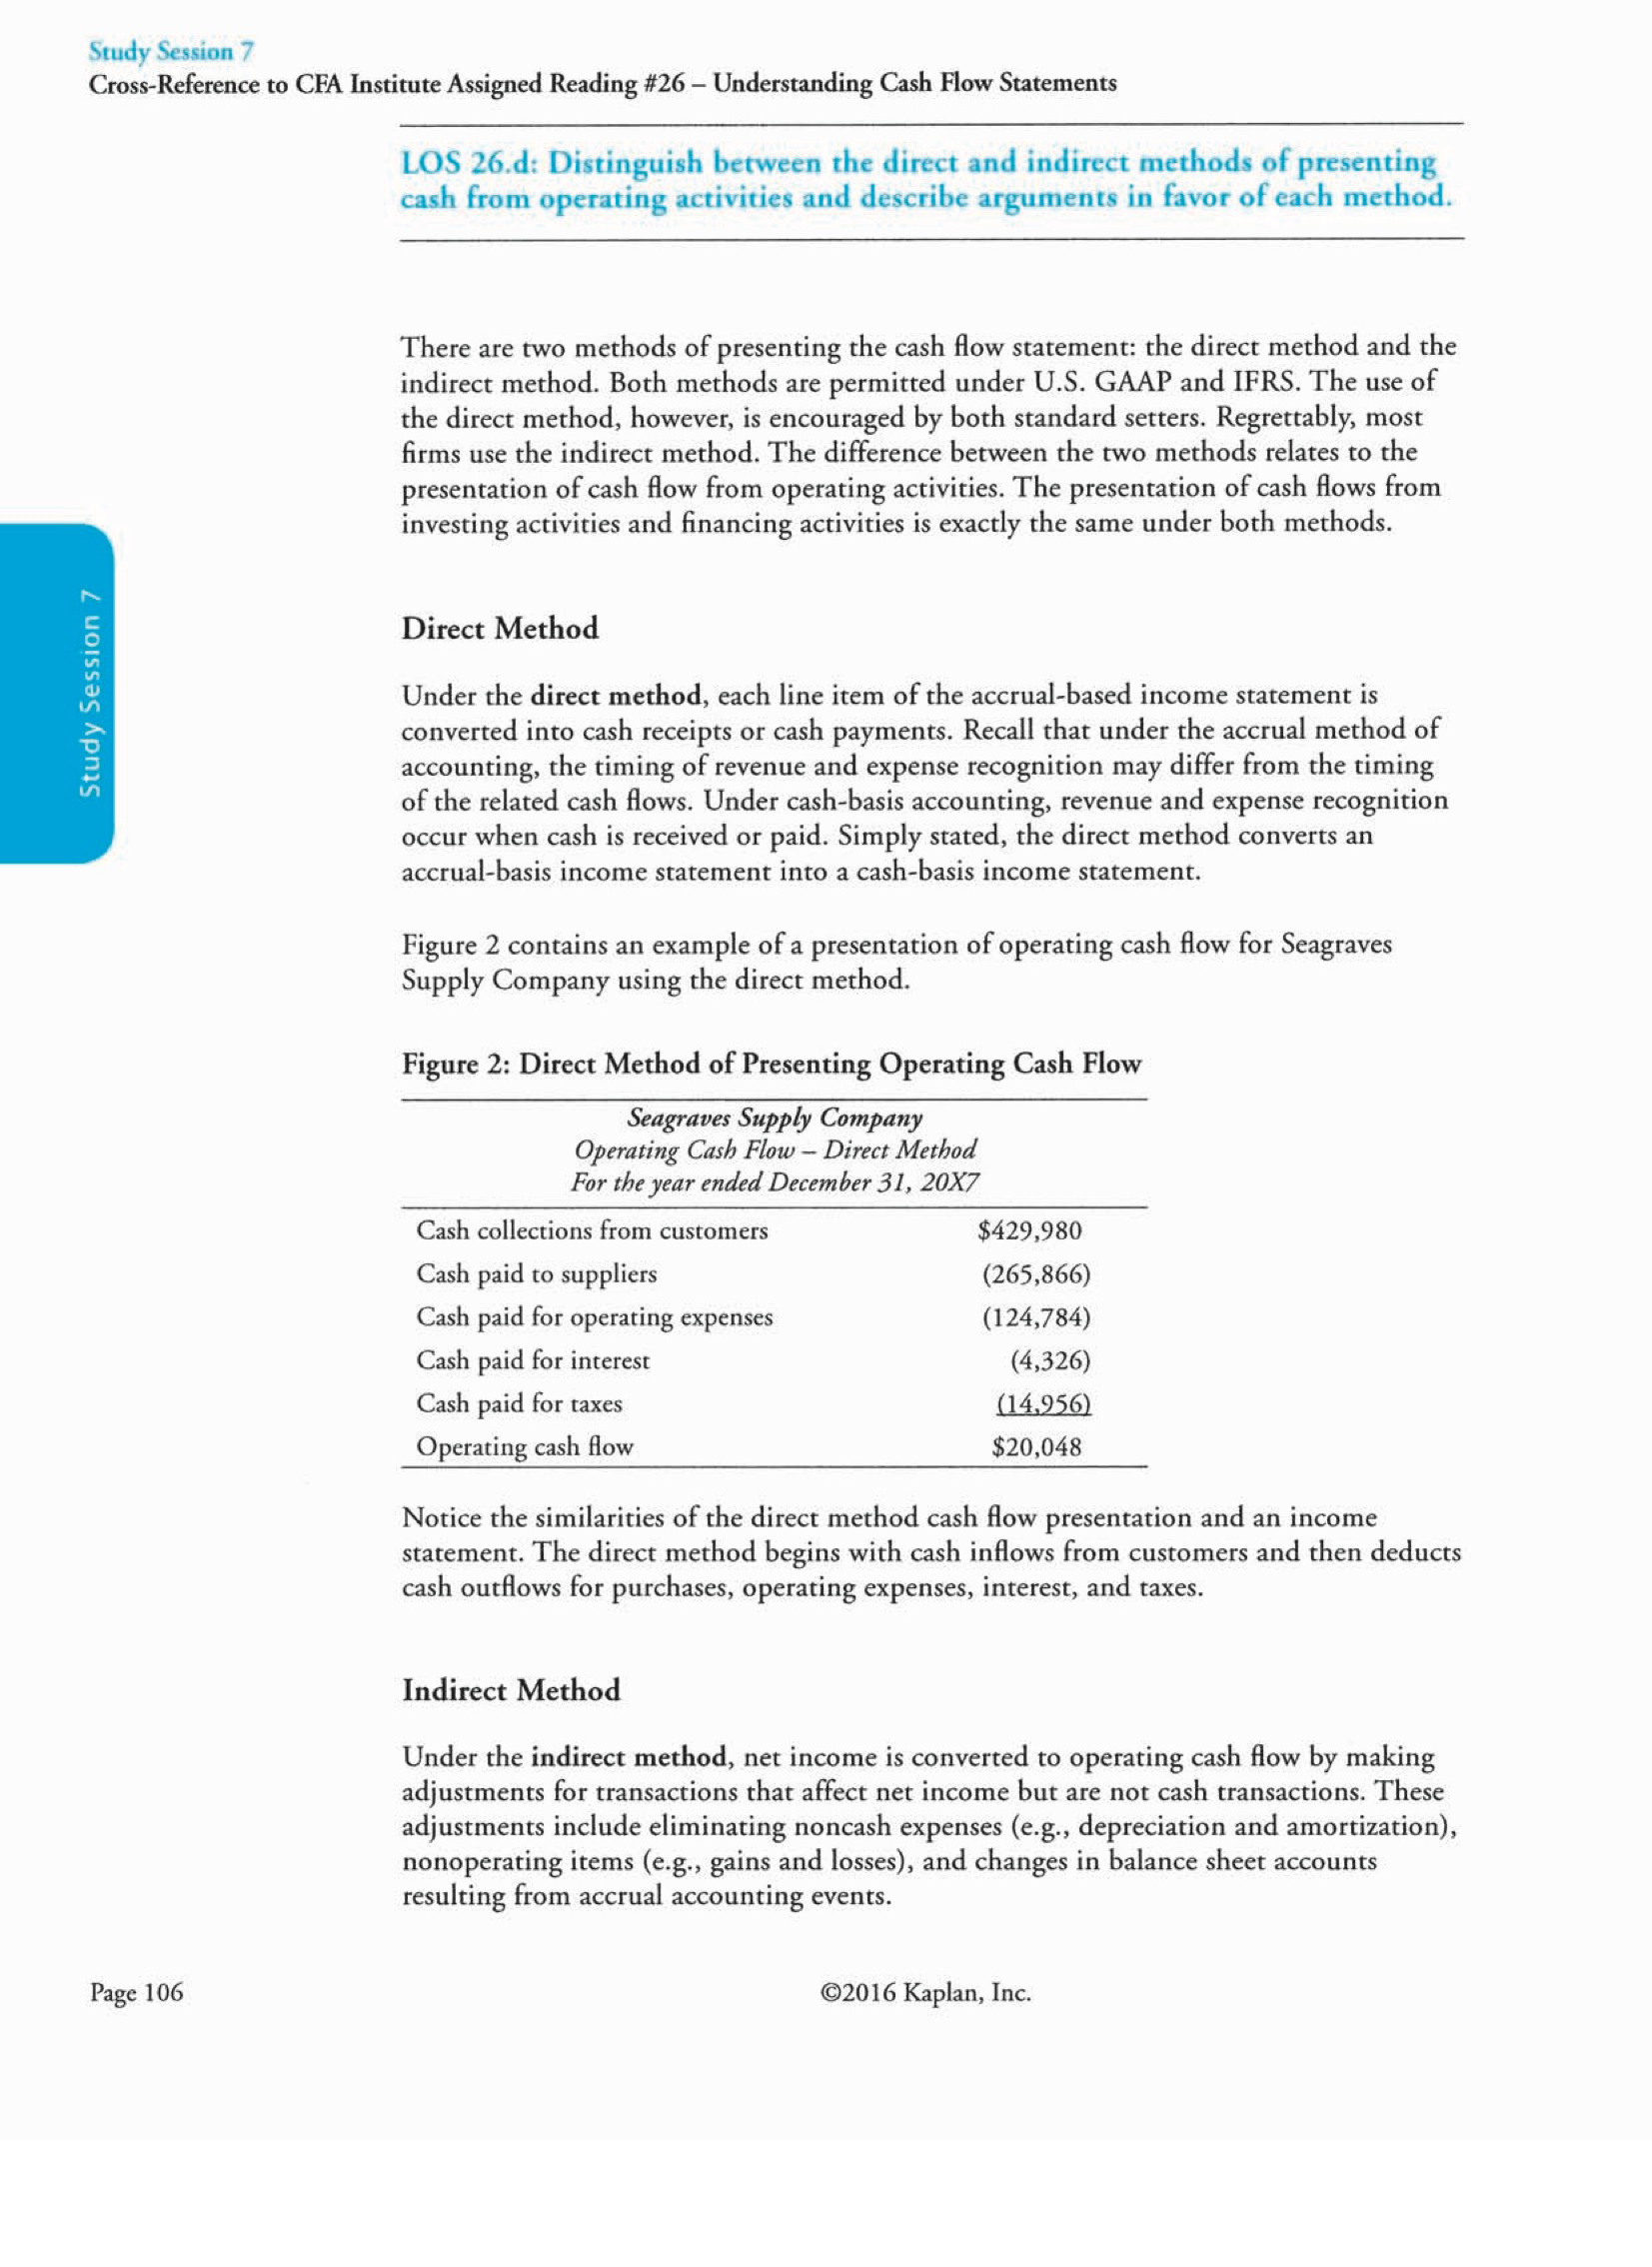 Study Session 7
Cross-Reference to CFA Institute Assigned Reading #26 – Understanding Cash Flow Statements
LOS 26.d: Distinguish between the direct and indirect methods of presenting
cash from operating activities and describe arguments in favor of each method.
There are two methods of presenting the cash flow statement: the direct method and the
indirect method. Both methods are permitted under U.S. GAAP and IFRS. The use of
the direct method, however, is encouraged by both standard setters. Regrettably, most
firms use the indirect method. The difference between the two methods relates to the
presentation of cash flow from operating activities. The presentation of cash flows from
investing activities and financing activities is exactly the same under both methods.
Study Session 7
Direct Method
Under the direct method, each line item of the accrual-based income statement is
converted into cash receipts or cash payments. Recall that under the accrual method of
accounting, the timing of revenue and expense recognition may differ from the timing
of the related cash flows. Under cash-basis accounting, revenue and expense recognition
occur when cash is received or paid. Simply stated, the direct method converts an
accrual-basis income statement into a cash-basis income statement.
Figure 2 contains an example of a presentation of operating cash flow for Seagraves
Supply Company using the direct method.
Figure 2: Direct Method of Presenting Operating Cash Flow
Seagraves Supply Company
Operating Cash Flow – Direct Method
For the year ended December 31, 20X7
Cash collections from customers $429,980
Cash paid to suppliers (265,866)
Cash paid for operating expenses (124,784)
Cash paid for interest (4,326)
Cash paid for taxes (14,956)
Operating cash flow $20,048
Notice the similarities of the direct method cash flow presentation and an income
statement. The direct method begins with cash inflows from customers and then deducts
cash outflows for purchases, operating expenses, interest, and taxes.
Indirect Method
Under the indirect method, net income is converted to operating cash flow by making
adjustments for transactions that affect net income but are not cash transactions. These
adjustments include eliminating noncash expenses (e.g., depreciation and amortization),
nonoperating items (e.g., gains and losses), and changes in balance sheet accounts
resulting from accrual accounting events.
Page 106 ©2016 Kaplan, Inc.